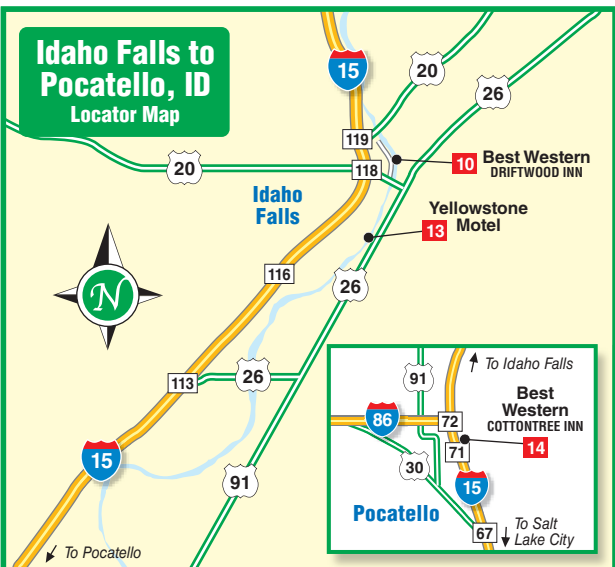 Idaho Falls to
Pocatello, ID
Locator Map
15
20
26
119
118
20
10 Best Western
DRIFTWOOD INN
Idaho
Falls
Yellowstone
13 Motel
N
116
26
113
26
15
91
To Pocatello
To Idaho Falls
91
Best
Western
COTTONTREE INN
86
72
71
14
30
15
Pocatello
67
To Salt
Lake City